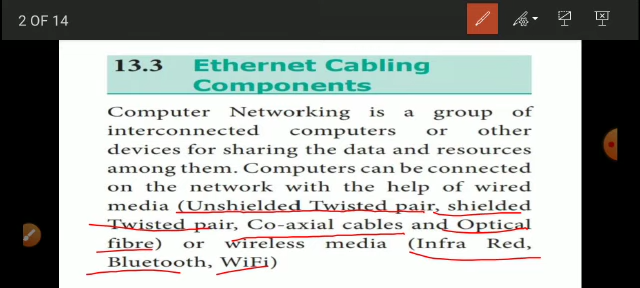 2 OF 14
13.3 Ethernet Cabling
Components
Computer Networking is a group of
interconnected computers or other
devices for sharing the data and resources
among them. Computers can be connected
on the network with the help of wired
media (Unshielded Twisted pair, shielded
Twisted pair, Co-axial cables and Optical
fibre) or wireless media (Infra Red,
Bluetooth, WiFi)